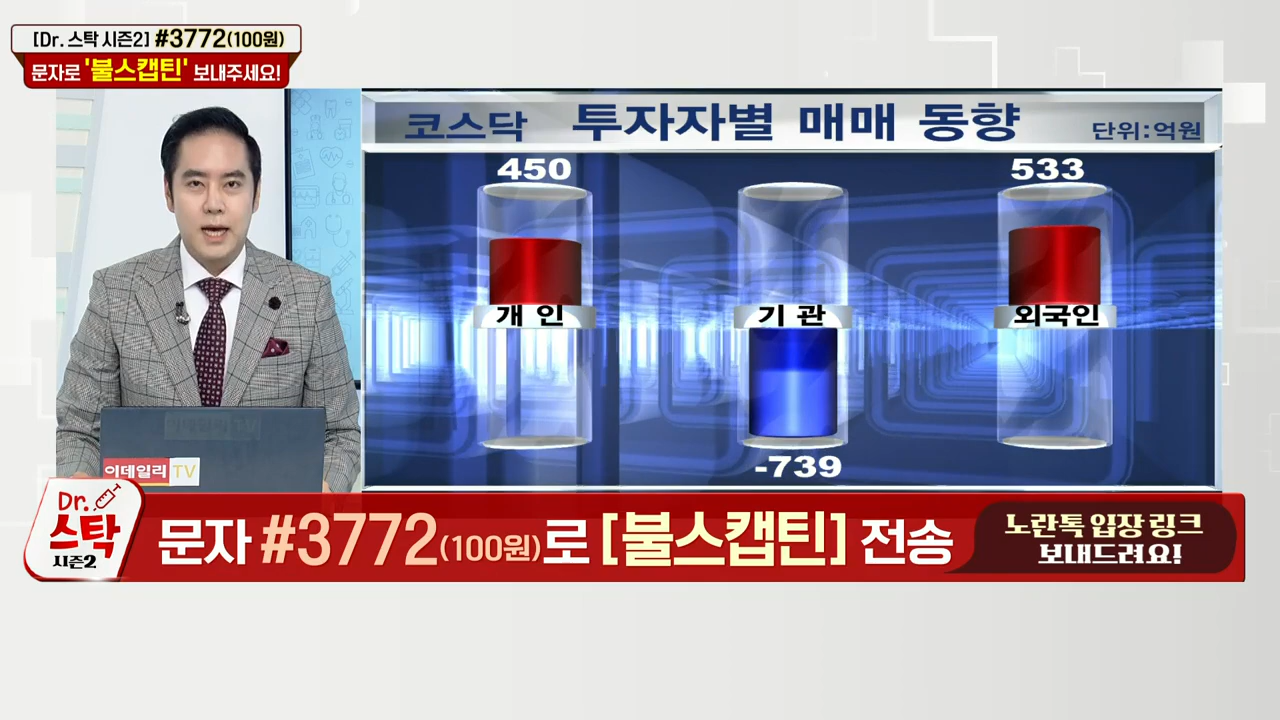 [Dr. 스탁 시즌2] #3772(100원)
문자로 '불스캡틴' 보내주세요!
코스닥 투자자별 매매 동향 단위:억원
450 533
개인 기관 외국인
-739
이데일리TV
Dr.
스탁
시즌2
문자 #3772(100원)로 [불스캡틴] 전송
노란톡 입장 링크
보내드려요!